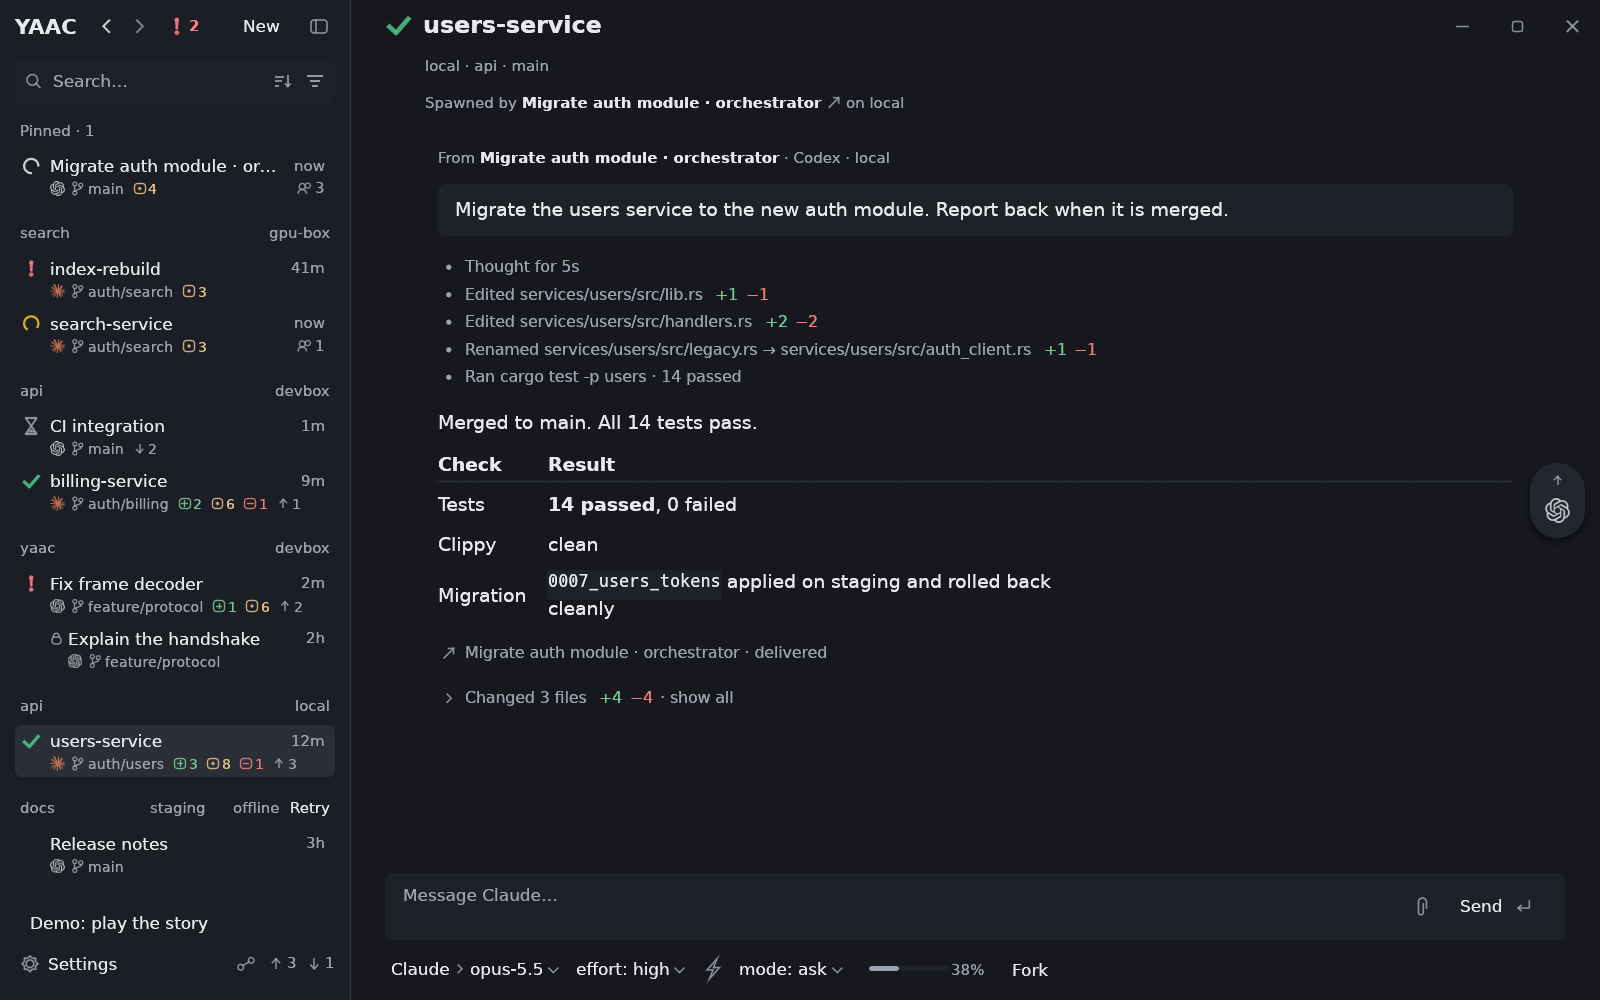 YAAC 2 New
Search...
Pinned · 1
Migrate auth module · or... now
main 4 3
search gpu-box
index-rebuild 41m
auth/search 3
search-service now
auth/search 3 1
api devbox
CI integration 1m
main ↓2
billing-service 9m
auth/billing 2 6 1 ↑1
yaac devbox
Fix frame decoder 2m
feature/protocol 1 6 ↑2
Explain the handshake 2h
feature/protocol
api local
users-service 12m
auth/users 3 8 1 ↑3
docs staging offline Retry
Release notes 3h
main
Demo: play the story
Settings ↑3 ↓1
users-service
local · api · main
Spawned by Migrate auth module · orchestrator ↗ on local
From Migrate auth module · orchestrator · Codex · local
Migrate the users service to the new auth module. Report back when it is merged.
• Thought for 5s
• Edited services/users/src/lib.rs +1 −1
• Edited services/users/src/handlers.rs +2 −2
• Renamed services/users/src/legacy.rs → services/users/src/auth_client.rs +1 −1
• Ran cargo test -p users · 14 passed
Merged to main. All 14 tests pass.
Check Result
Tests 14 passed, 0 failed
Clippy clean
Migration 0007_users_tokens applied on staging and rolled back
cleanly
↗ Migrate auth module · orchestrator · delivered
Changed 3 files +4 −4 · show all
Message Claude...
Send
Claude › opus-5.5 effort: high mode: ask 38% Fork